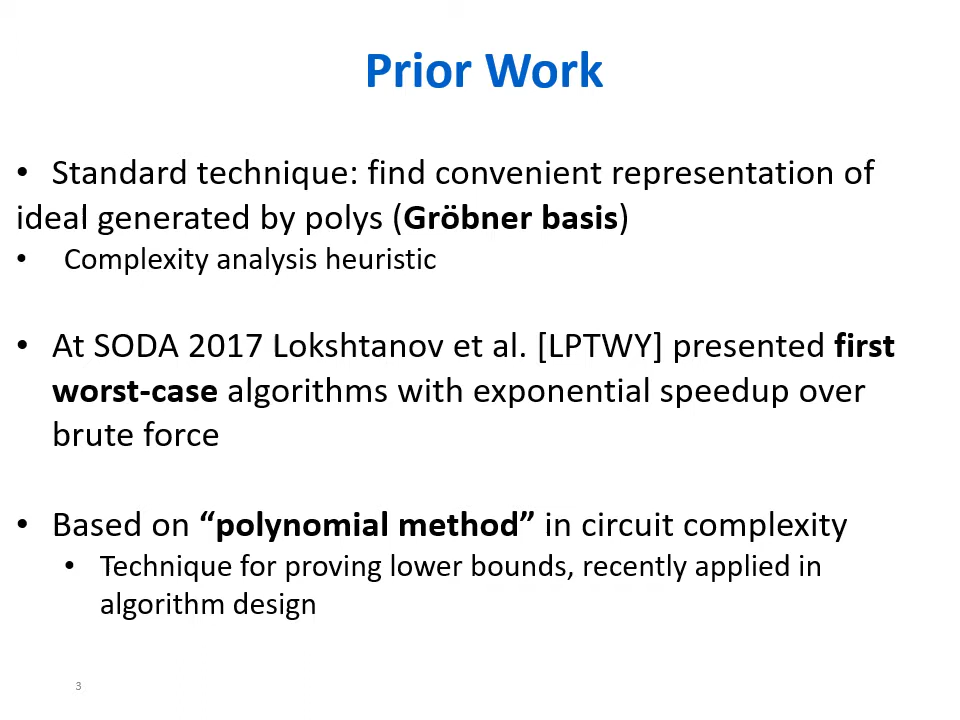 Prior Work
• Standard technique: find convenient representation of
ideal generated by polys (Gröbner basis)
• Complexity analysis heuristic
• At SODA 2017 Lokshtanov et al. [LPTWY] presented first
worst-case algorithms with exponential speedup over
brute force
• Based on “polynomial method” in circuit complexity
• Technique for proving lower bounds, recently applied in
algorithm design
3